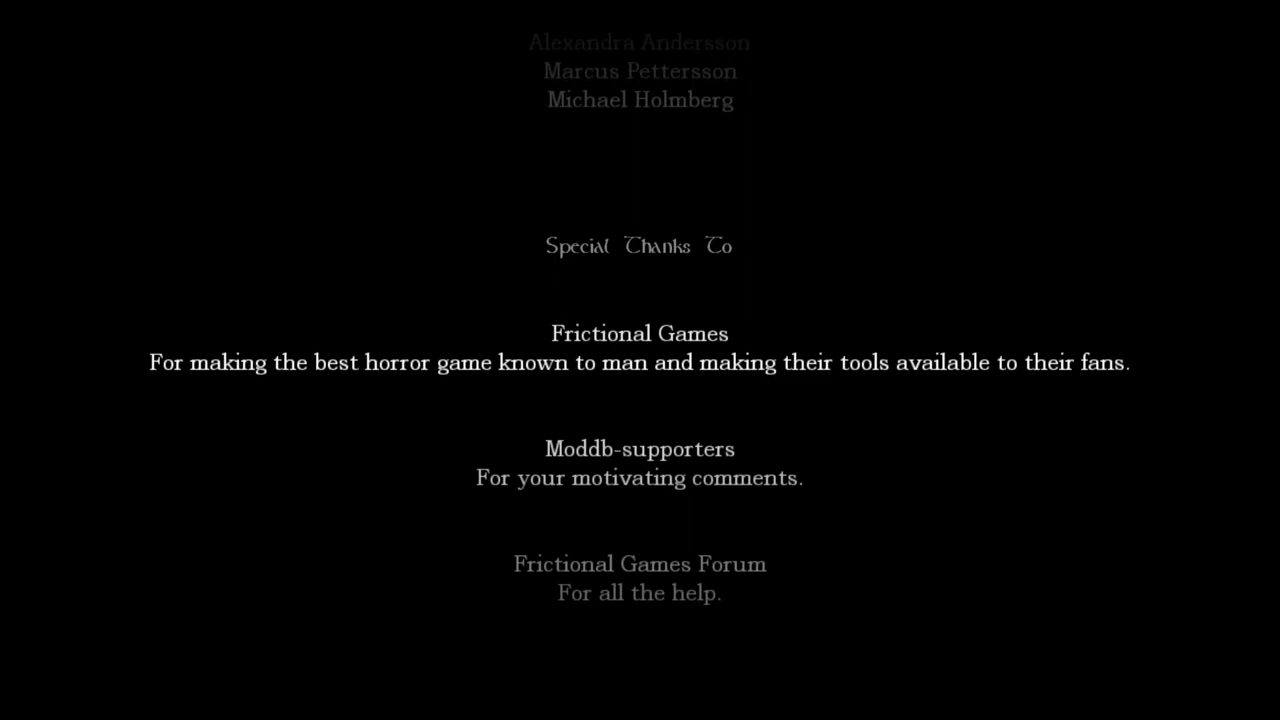 Alexandra Andersson
Marcus Pettersson
Michael Holmberg
Special Thanks To
Frictional Games
For making the best horror game known to man and making their tools available to their fans.
Moddb-supporters
For your motivating comments.
Frictional Games Forum
For all the help.